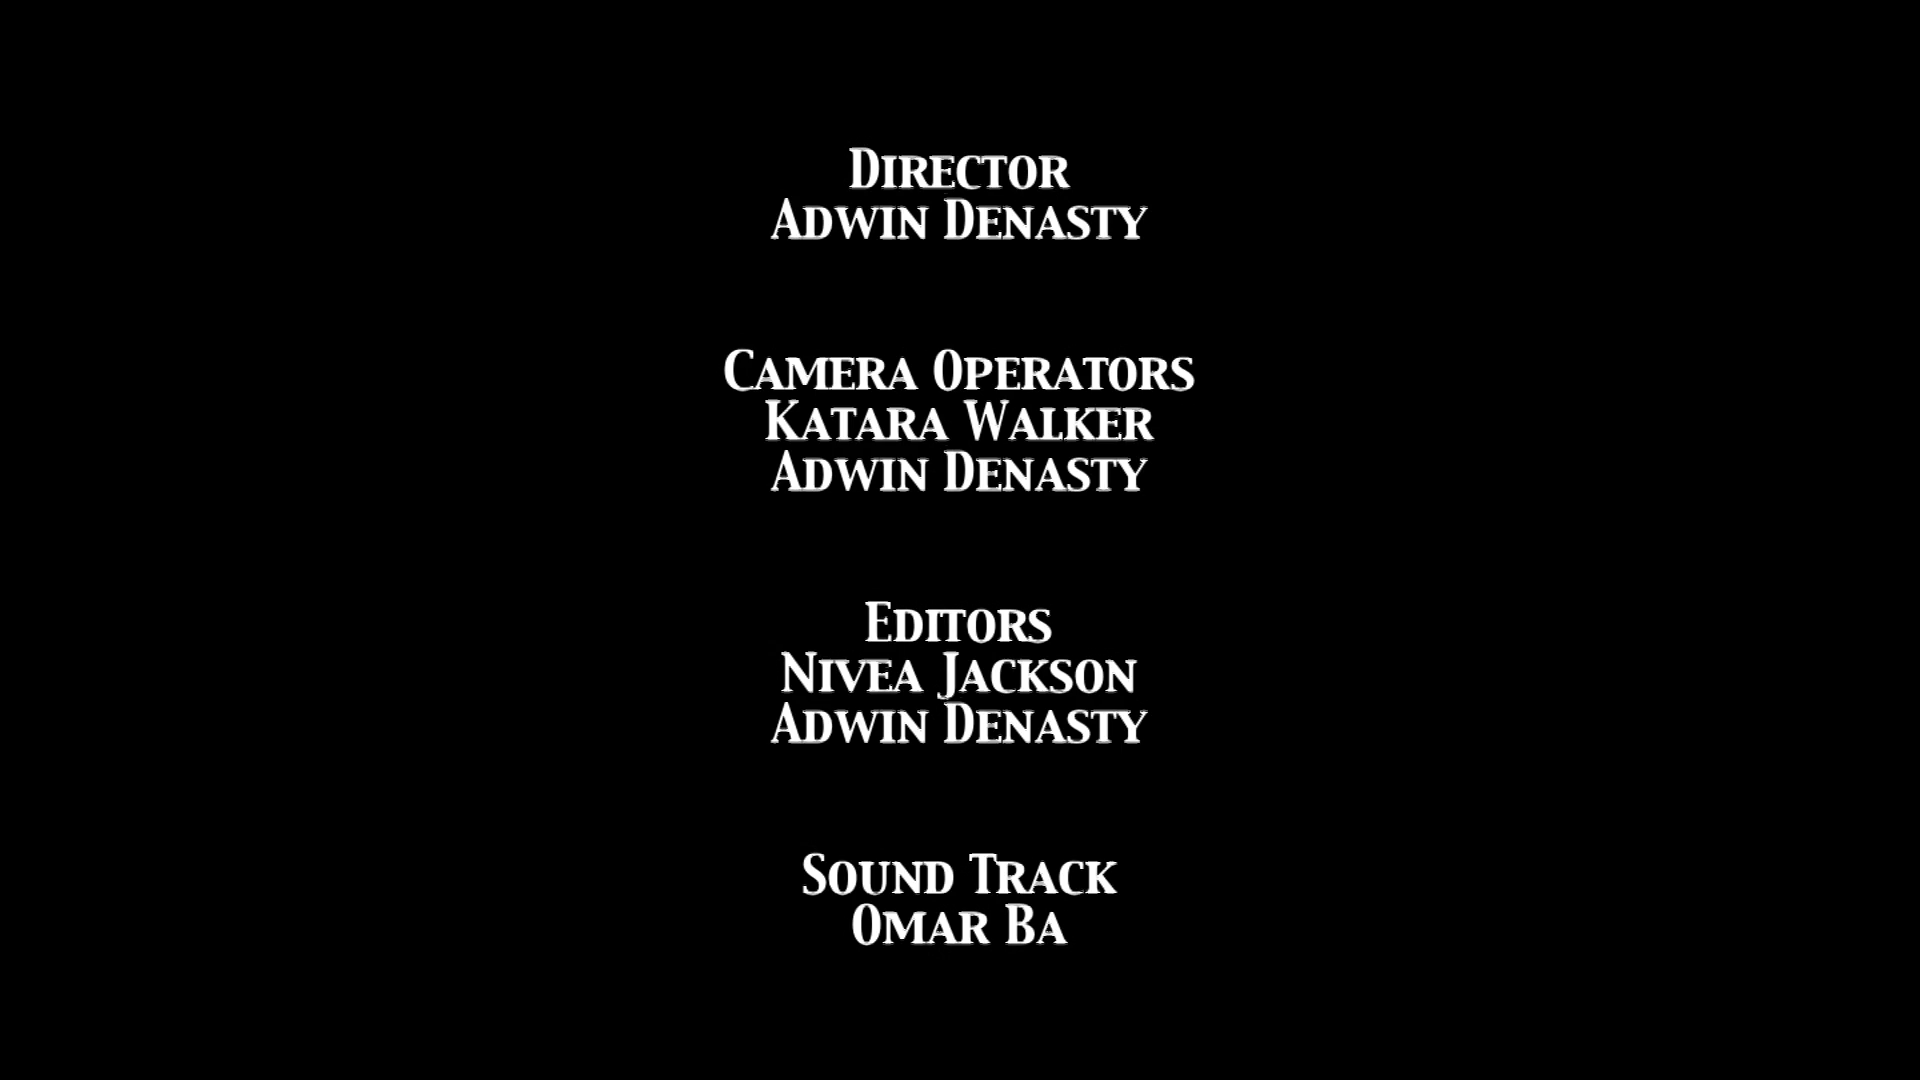 Director
Adwin Denasty
Camera Operators
Katara Walker
Adwin Denasty
Editors
Nivea Jackson
Adwin Denasty
Sound Track
Omar Ba